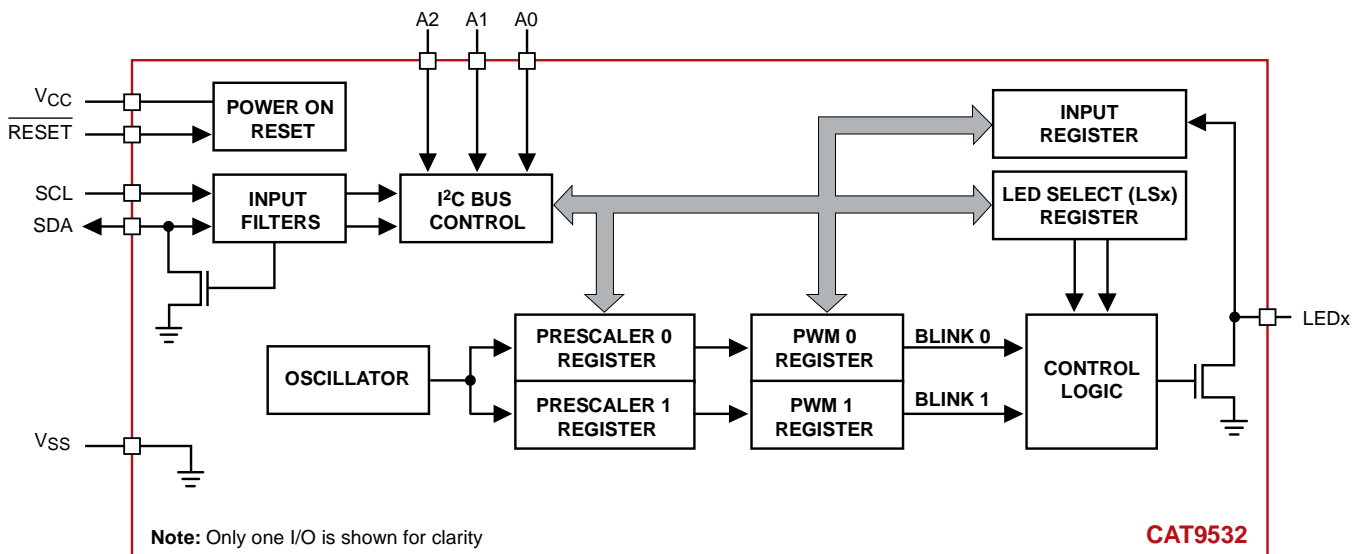 A2 A1 A0
VCC
RESET
POWER ON
RESET
INPUT
REGISTER
SCL
SDA
INPUT
FILTERS
I²C BUS
CONTROL
LED SELECT (LSx)
REGISTER
OSCILLATOR
PRESCALER 0
REGISTER
PRESCALER 1
REGISTER
PWM 0
REGISTER
PWM 1
REGISTER
BLINK 0
BLINK 1
CONTROL
LOGIC
LEDx
VSS
Note: Only one I/O is shown for clarity
CAT9532